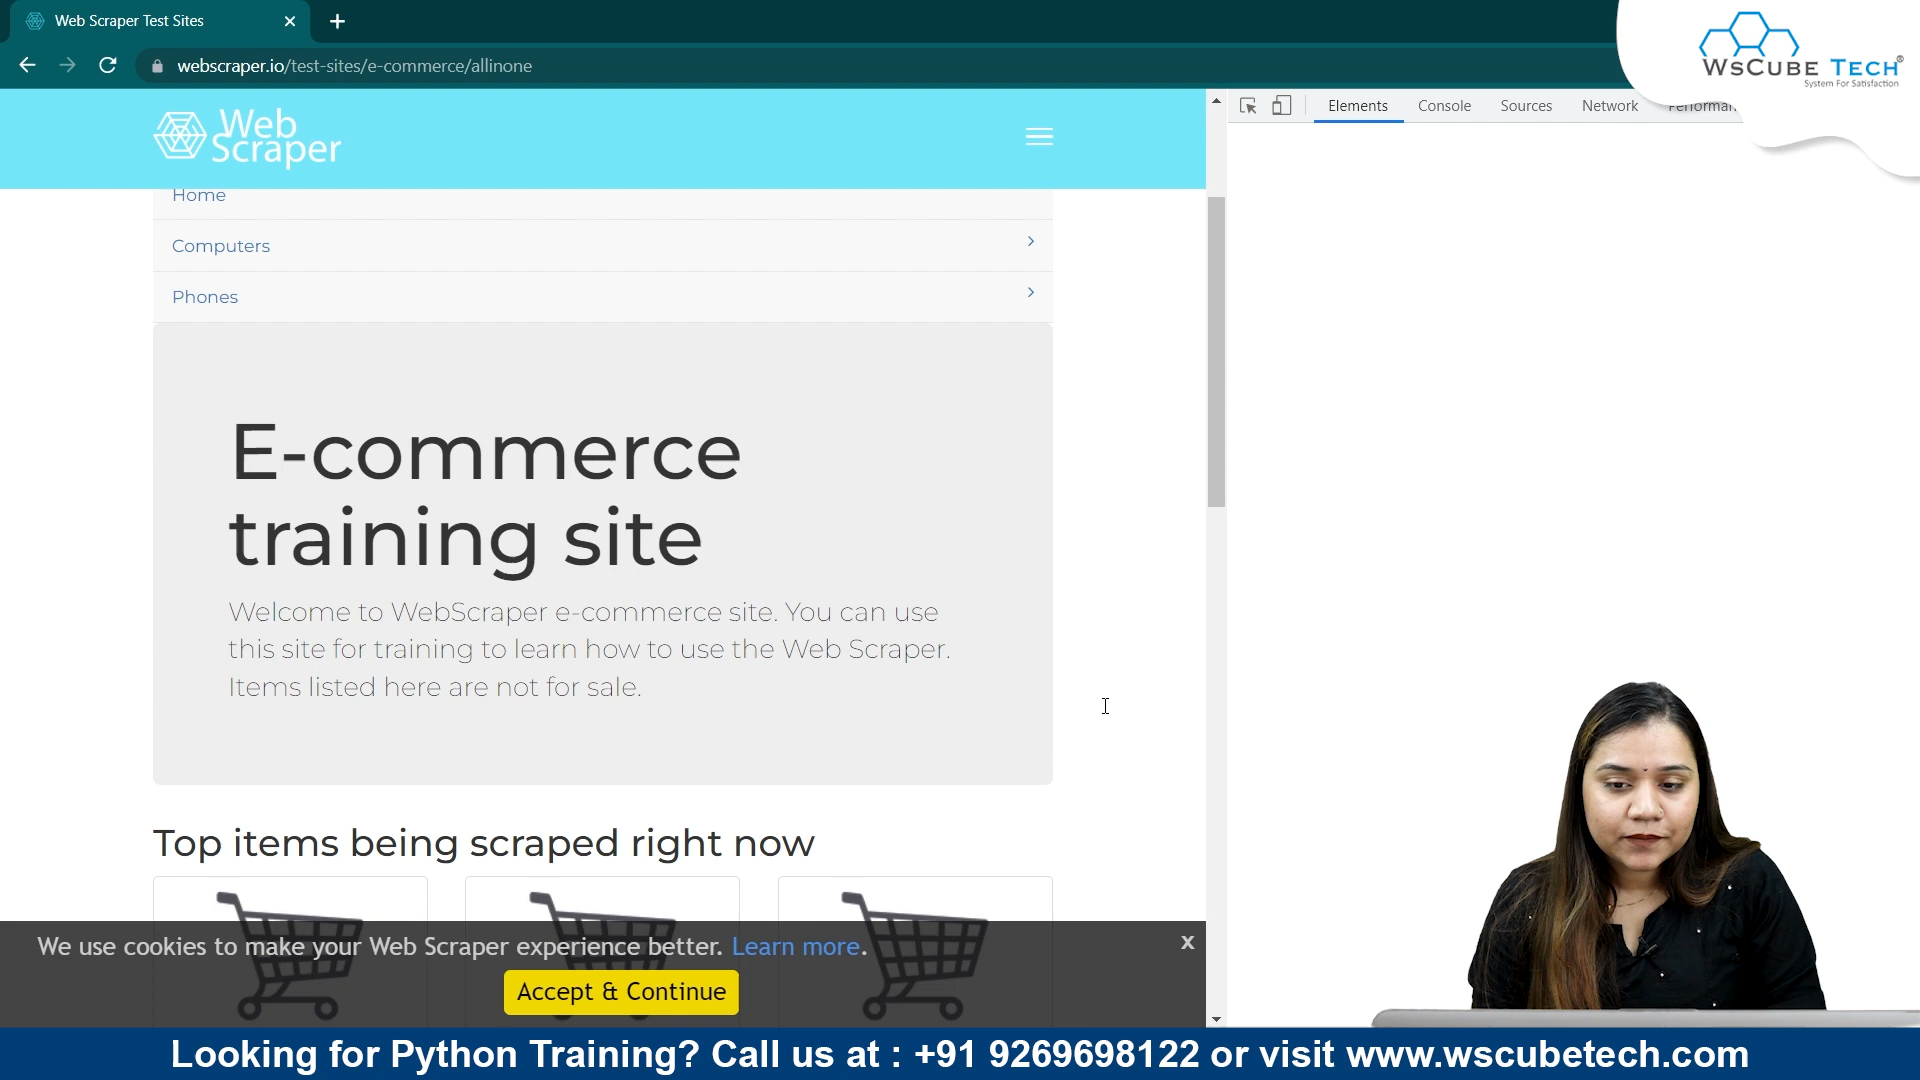 Web Scraper Test Sites
webscraper.io/test-sites/e-commerce/allinone
WsCube Tech®
System For Satisfaction
Web
Scraper
Elements Console Sources Network
Home
Computers
Phones
E-commerce
training site
Welcome to WebScraper e-commerce site. You can use
this site for training to learn how to use the Web Scraper.
Items listed here are not for sale.
Top items being scraped right now
We use cookies to make your Web Scraper experience better. Learn more.
x
Accept & Continue
Looking for Python Training? Call us at : +91 9269698122 or visit www.wscubetech.com